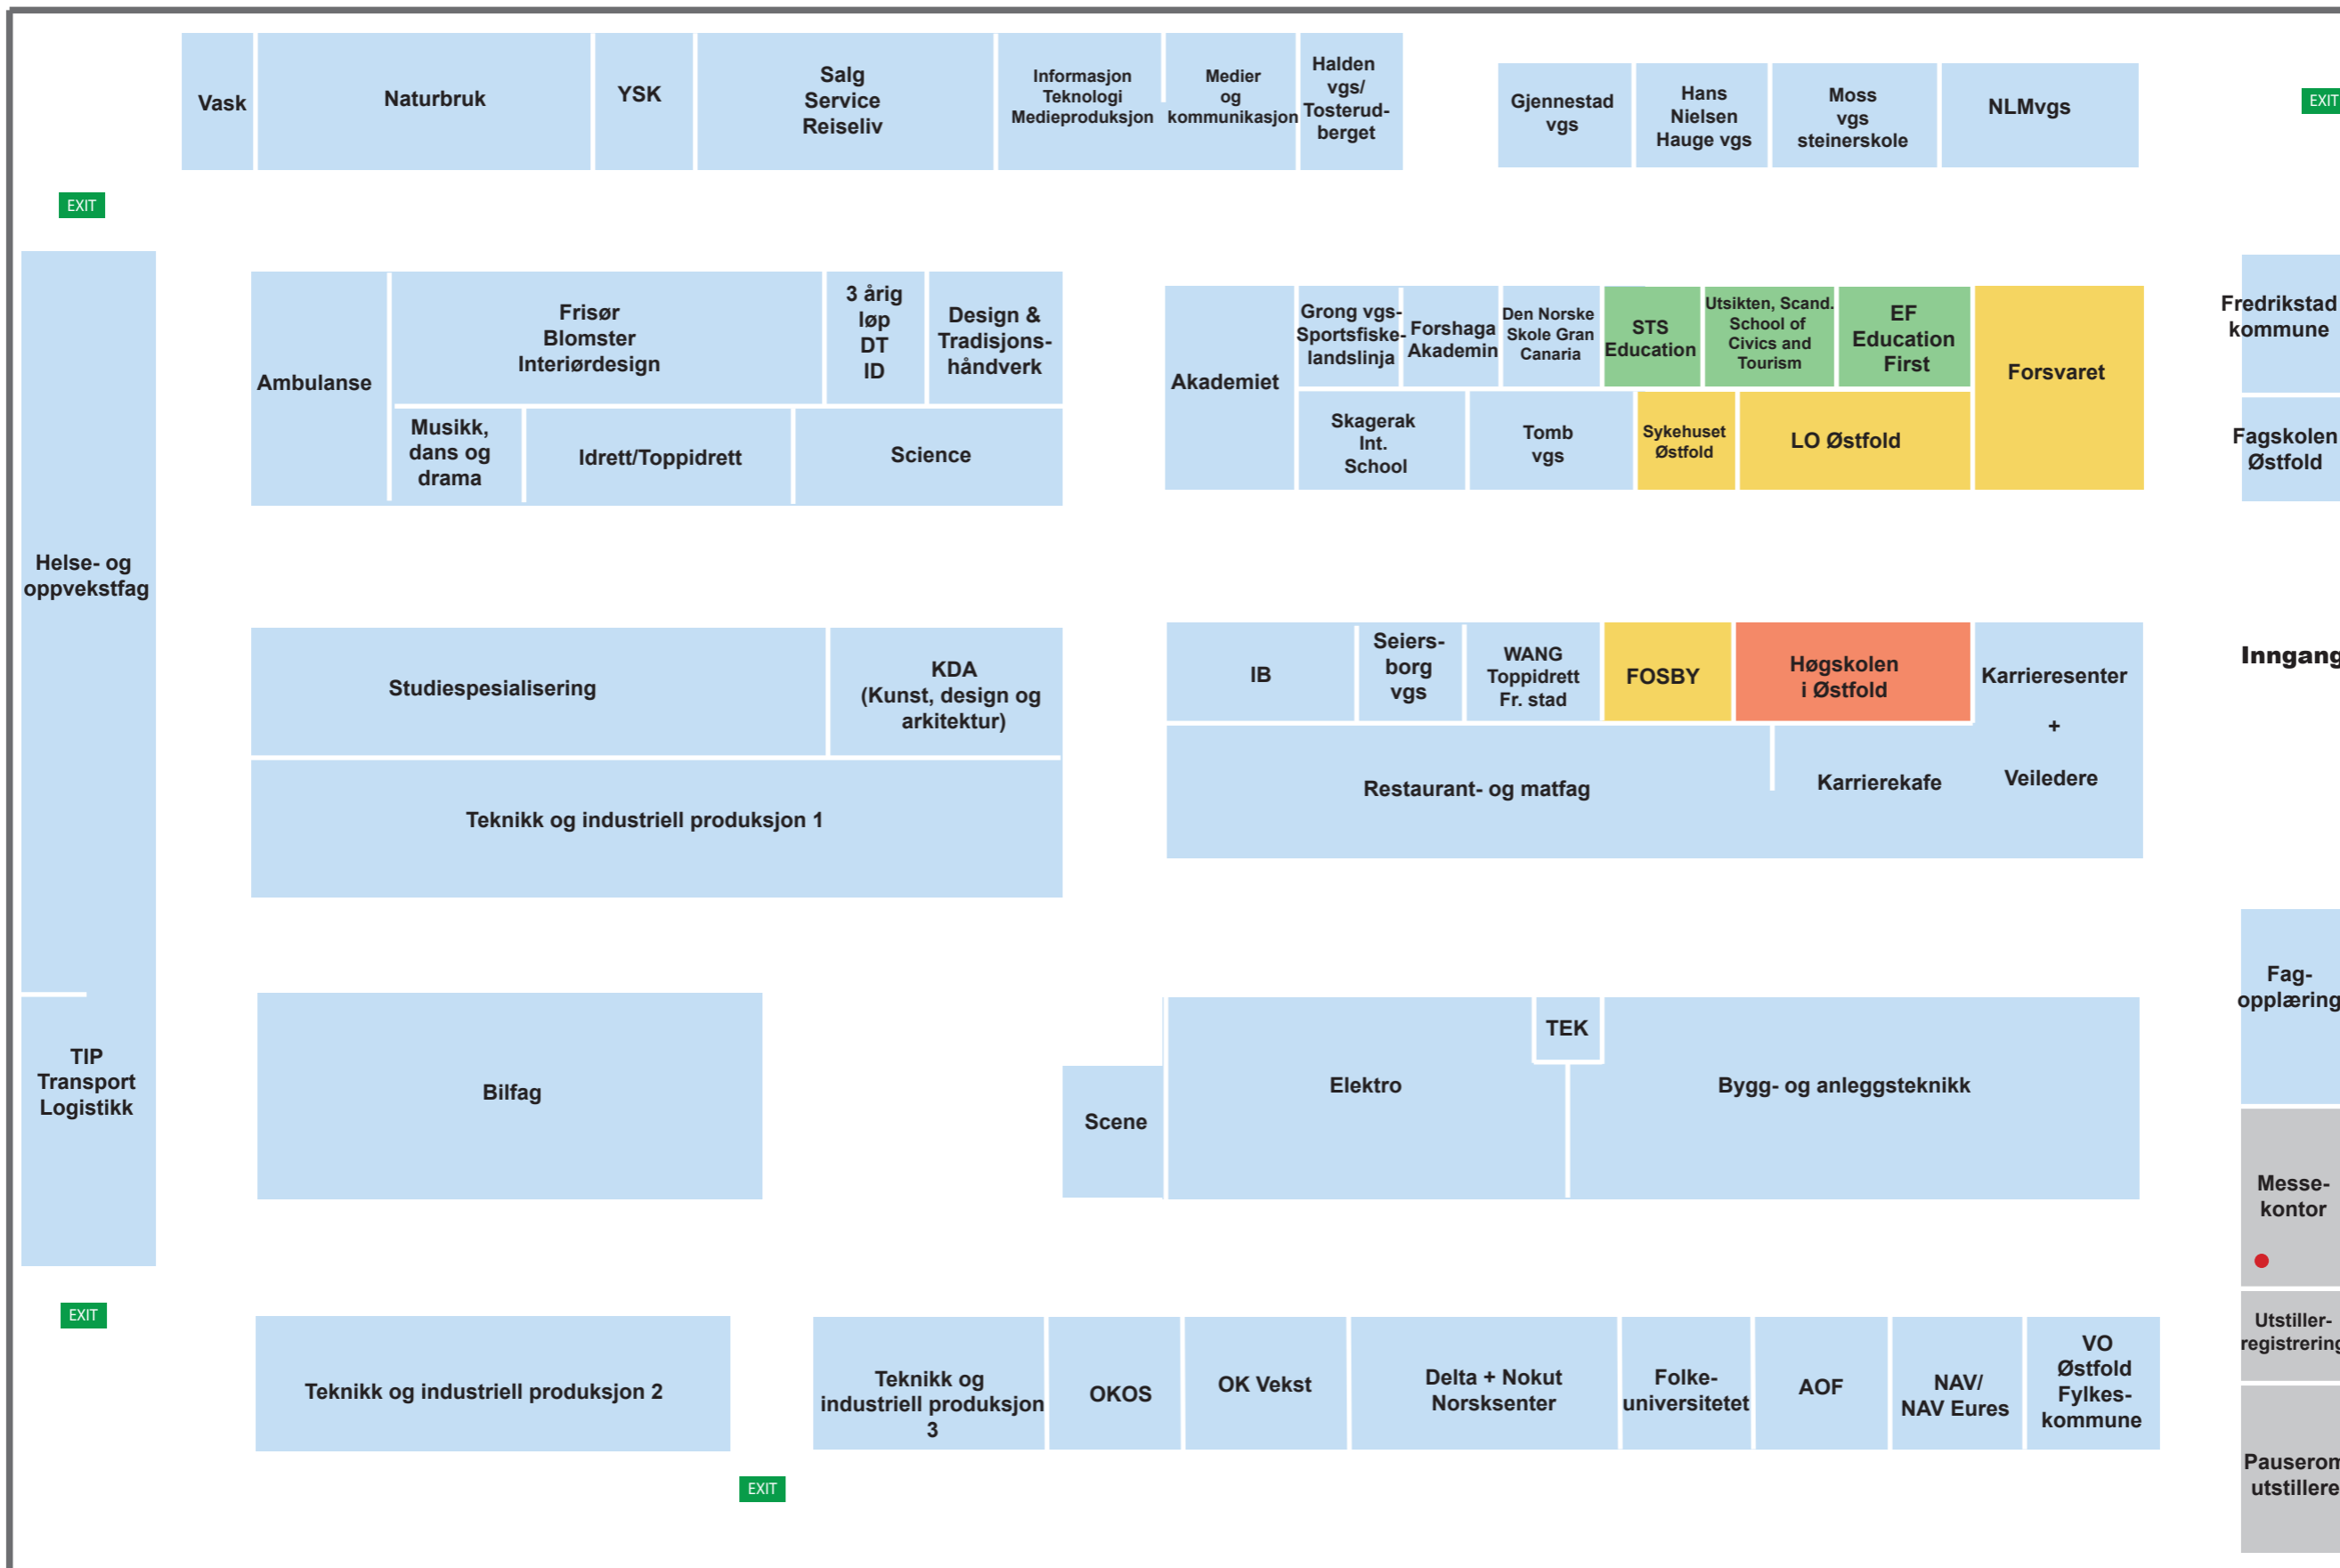 Vask
Naturbruk
YSK
Salg
Service
Reiseliv
Informasjon
Teknologi
Medieproduksjon
Medier
og
kommunikasjon
Halden
vgs/
Tosterud-
berget
Gjennestad
vgs
Hans
Nielsen
Hauge vgs
Moss
vgs
steinerskole
NLMvgs
EXIT
EXIT
Helse- og
oppvekstfag
Ambulanse
Frisør
Blomster
Interiørdesign
3 årig
løp
DT
ID
Design &
Tradisjons-
håndverk
Musikk,
dans og
drama
Idrett/Toppidrett
Science
Akademiet
Grong vgs-
Sportsfiske-
landslinja
Forshaga
Akademin
Den Norske
Skole Gran
Canaria
STS
Education
Utsikten, Scand.
School of
Civics and
Tourism
EF
Education
First
Forsvaret
Skagerak
Int.
School
Tomb
vgs
Sykehuset
Østfold
LO Østfold
Fredrikstad
kommune
Fagskolen
Østfold
Studiespesialisering
KDA
(Kunst, design og
arkitektur)
Teknikk og industriell produksjon 1
IB
Seiers-
borg
vgs
WANG
Toppidrett
Fr. stad
FOSBY
Høgskolen
i Østfold
Karrieresenter
+
Veiledere
Restaurant- og matfag
Karrierekafe
Inngang
TIP
Transport
Logistikk
Bilfag
Scene
Elektro
TEK
Bygg- og anleggsteknikk
Fag-
opplæring
Messe-
kontor
EXIT
Teknikk og industriell produksjon 2
Teknikk og
industriell produksjon
3
OKOS
OK Vekst
Delta + Nokut
Norsksenter
Folke-
universitetet
AOF
NAV/
NAV Eures
VO
Østfold
Fylkes-
kommune
Utstiller-
registrering
Pauserom
utstillere
EXIT